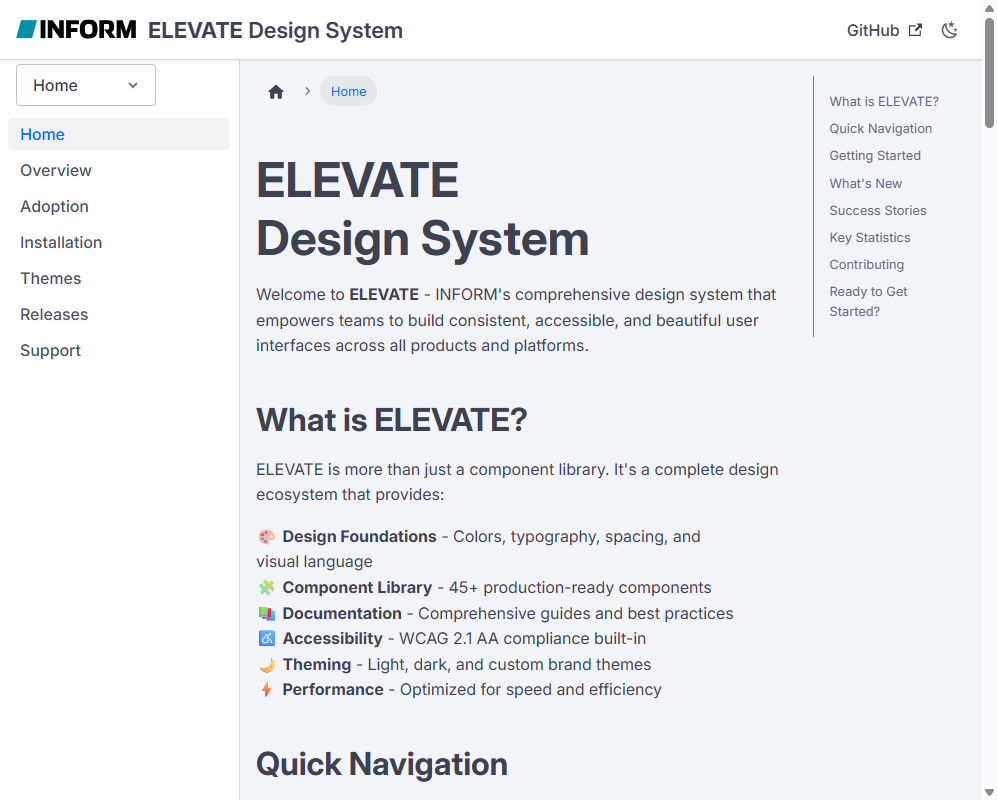 INFORM ELEVATE Design System
GitHub
Home
Home
Overview
Adoption
Installation
Themes
Releases
Support
Home
ELEVATE
Design System
Welcome to ELEVATE - INFORM's comprehensive design system that
empowers teams to build consistent, accessible, and beautiful user
interfaces across all products and platforms.
What is ELEVATE?
ELEVATE is more than just a component library. It's a complete design
ecosystem that provides:
Design Foundations - Colors, typography, spacing, and
visual language
Component Library - 45+ production-ready components
Documentation - Comprehensive guides and best practices
Accessibility - WCAG 2.1 AA compliance built-in
Theming - Light, dark, and custom brand themes
Performance - Optimized for speed and efficiency
Quick Navigation
What is ELEVATE?
Quick Navigation
Getting Started
What's New
Success Stories
Key Statistics
Contributing
Ready to Get
Started?